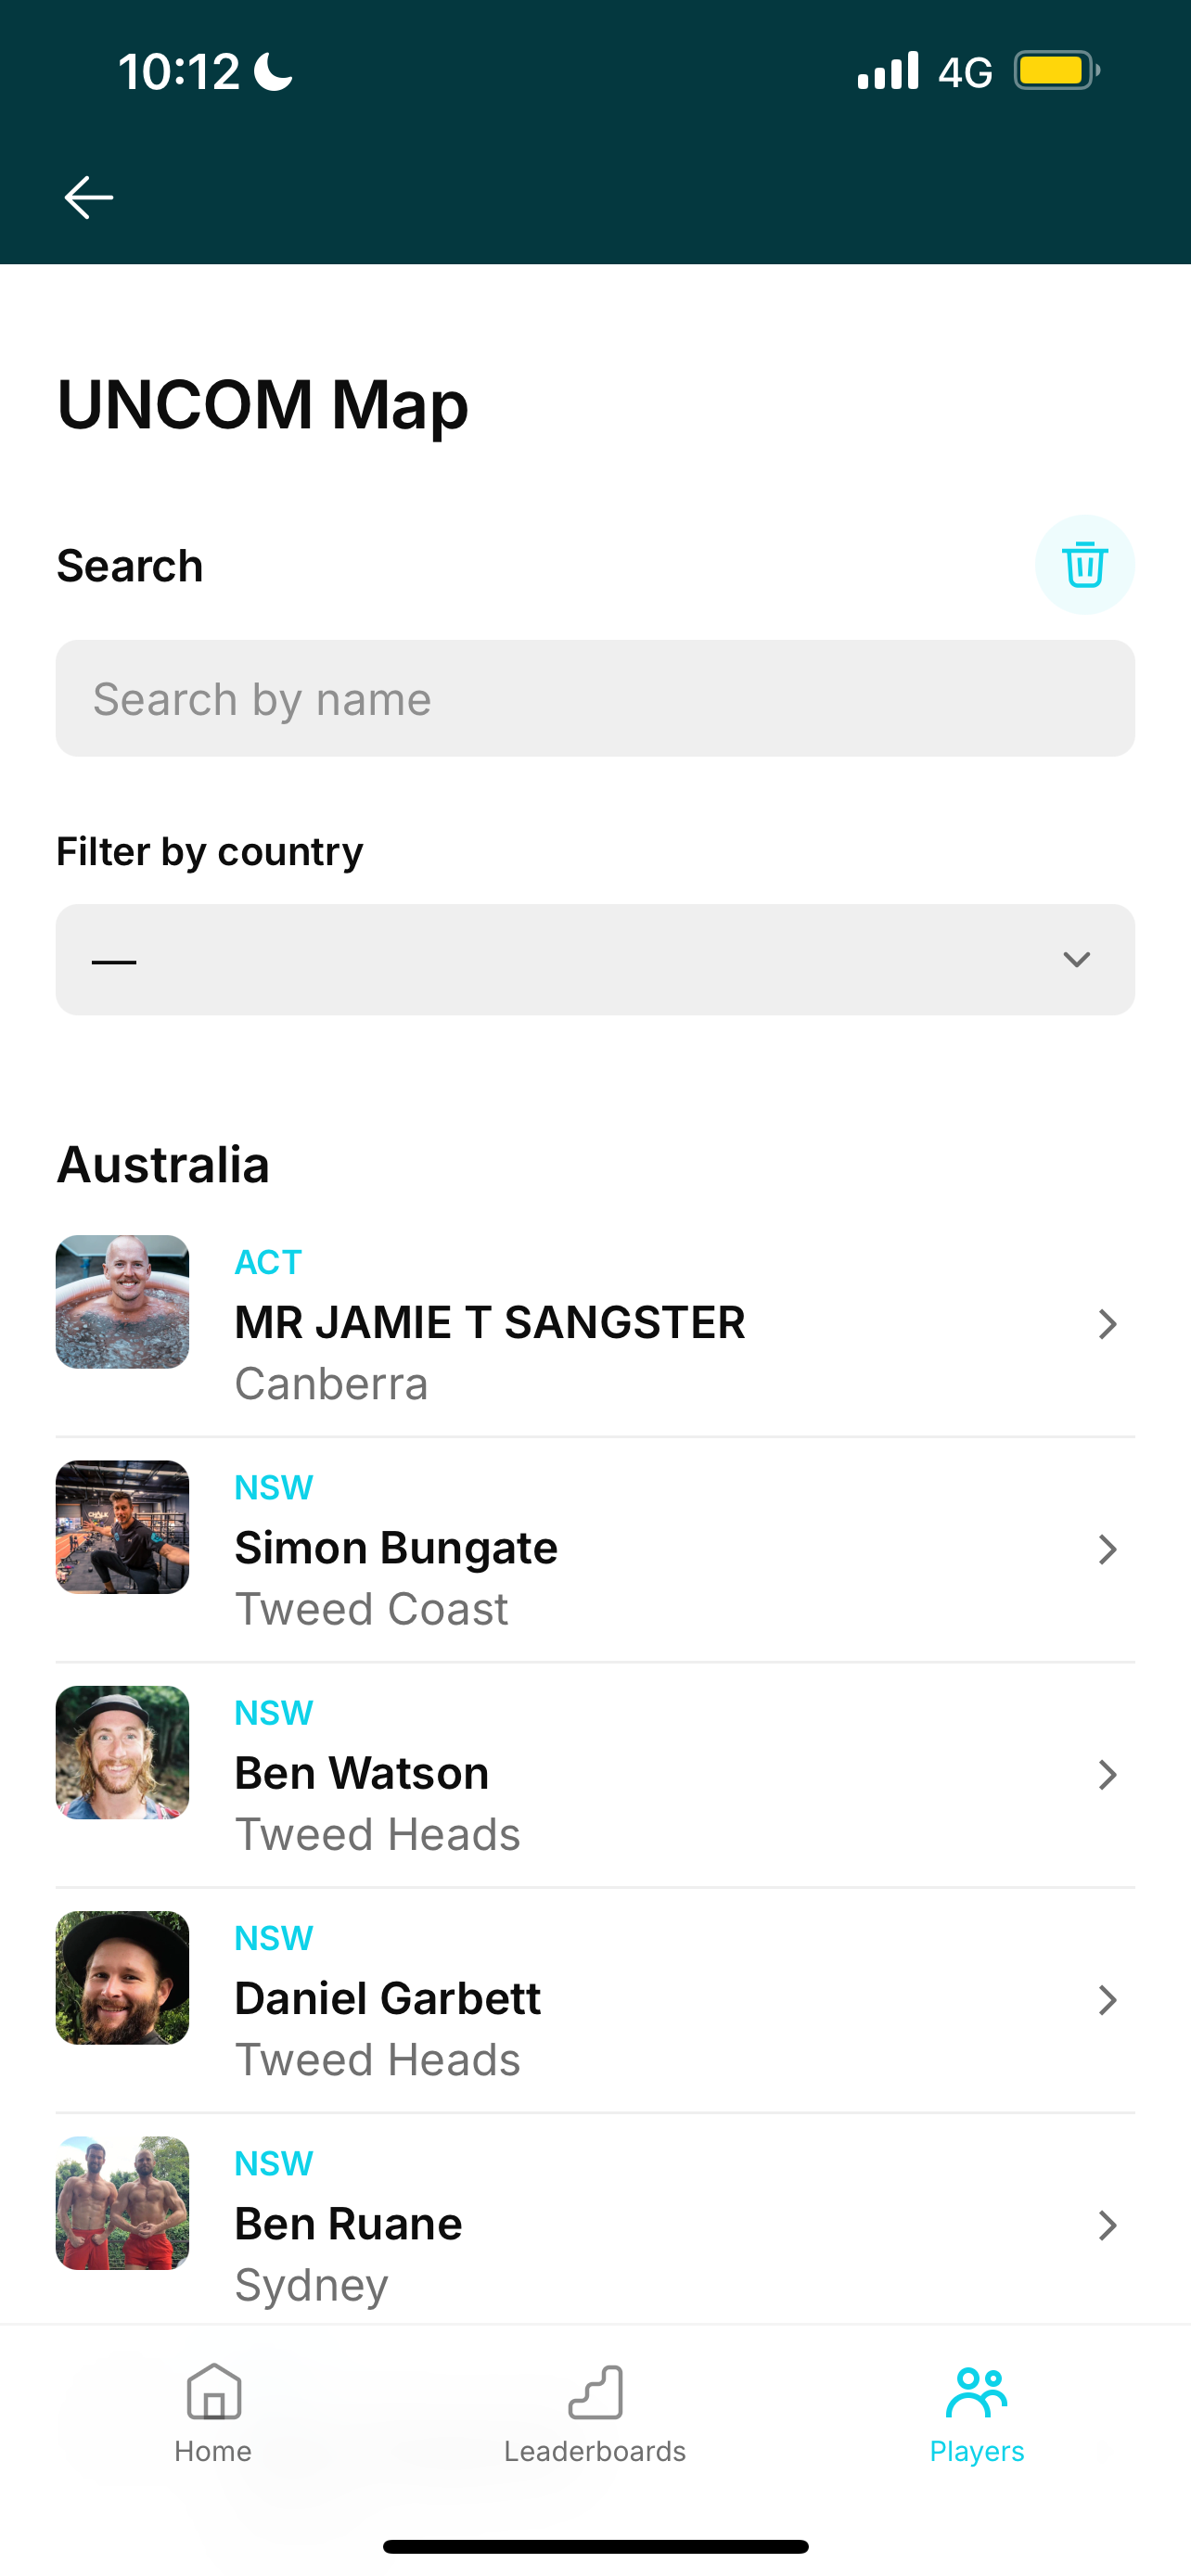 10:12
4G
UNCOM Map
Search
Search by name
Filter by country
—
Australia
ACT
MR JAMIE T SANGSTER
Canberra
NSW
Simon Bungate
Tweed Coast
NSW
Ben Watson
Tweed Heads
NSW
Daniel Garbett
Tweed Heads
NSW
Ben Ruane
Sydney
Home
Leaderboards
Players